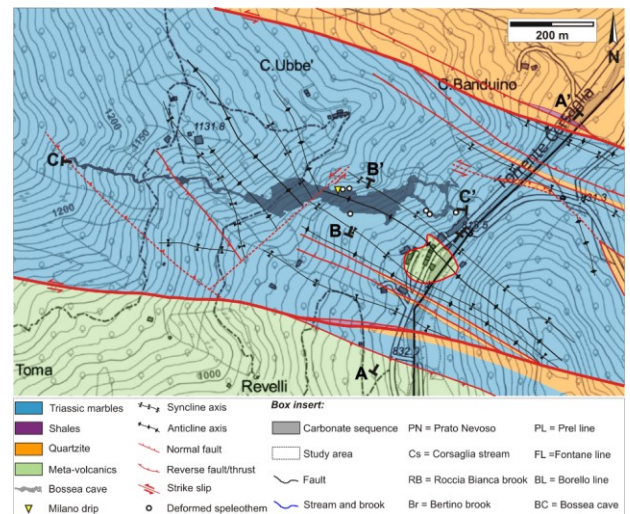 200 m
N
C.Ubbe'
C.Banduino
A'
1200
1150
1131.8
Torrente Corsaglia
C
B'
C'
1200
B
832.2
A
Toma
1000
Revelli
Triassic marbles
Shales
Quartzite
Meta-volcanics
Bossea cave
Milano drip
Syncline axis
Anticline axis
Normal fault
Reverse fault/thrust
Strike slip
Deformed speleothem
Box insert:
Carbonate sequence
Study area
Fault
Stream and brook
PN = Prato Nevoso
Cs = Corsaglia stream
RB = Roccia Bianca brook
Br = Bertino brook
PL = Prel line
FL =Fontane line
BL = Borello line
BC = Bossea cave